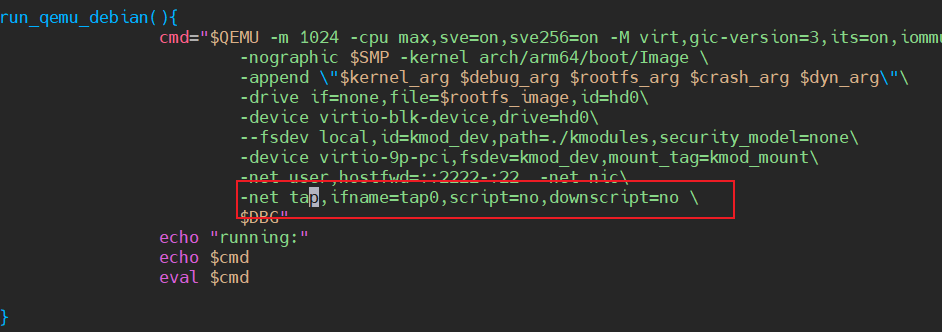 run_qemu_debian(){
cmd="$QEMU -m 1024 -cpu max,sve=on,sve256=on -M virt,gic-version=3,its=on,iommu
-nographic $SMP -kernel arch/arm64/boot/Image \
-append \"$kernel_arg $debug_arg $rootfs_arg $crash_arg $dyn_arg\"\
-drive if=none,file=$rootfs_image,id=hd0\
-device virtio-blk-device,drive=hd0\
--fsdev local,id=kmod_dev,path=./kmodules,security_model=none\
-device virtio-9p-pci,fsdev=kmod_dev,mount_tag=kmod_mount\
-net user,hostfwd=::2222-:22 -net nic\
-net tap,ifname=tap0,script=no,downscript=no \
$DBG"
echo "running:"
echo $cmd
eval $cmd
}